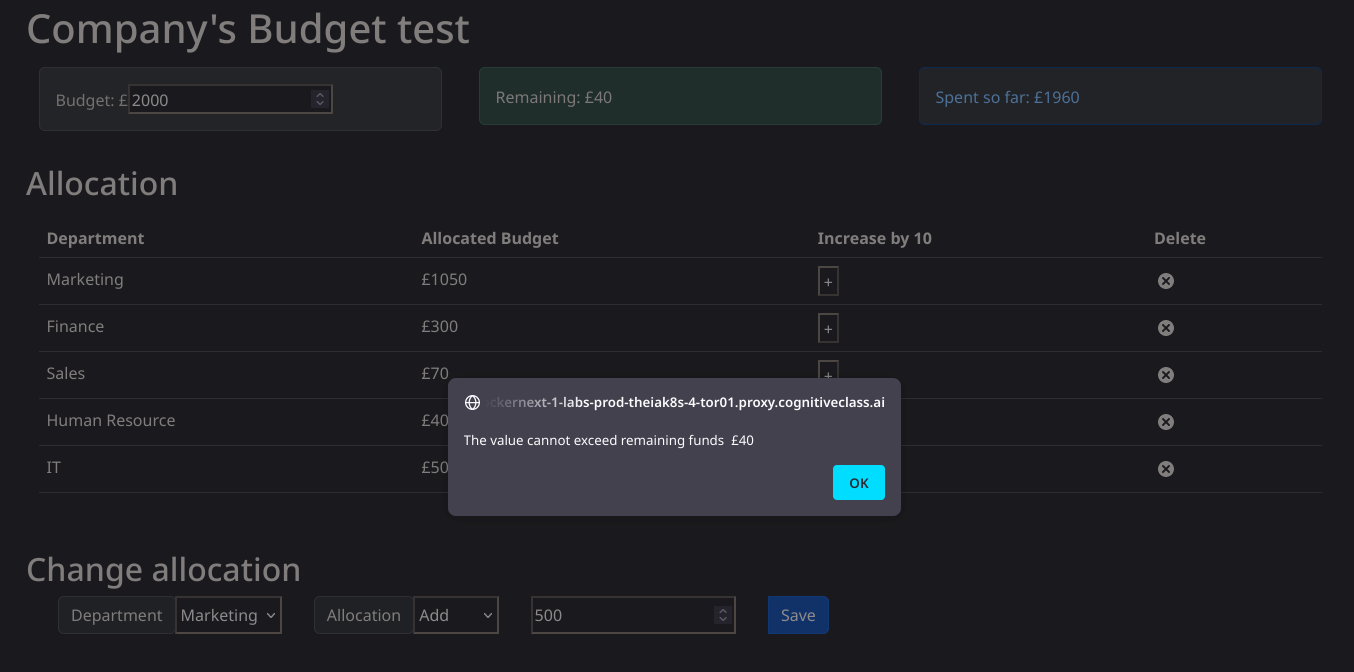 Company's Budget test
Budget: £ 2000
Remaining: £40
Spent so far: £1960
Allocation
Department Allocated Budget Increase by 10 Delete
Marketing £1050 +
Finance £300 +
Sales £70 +
Human Resource £40
IT £50
ckernext-1-labs-prod-theiak8s-4-tor01.proxy.cognitiveclass.ai
The value cannot exceed remaining funds £40
OK
Change allocation
Department Marketing Allocation Add 500 Save